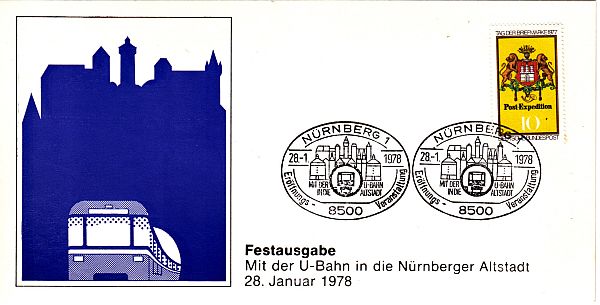 TAG DER BRIEFMARKE 1977
Post Expedition
10
BUNDESPOST
NÜRNBERG 1
28.-1. 1978
MIT DER U-BAHN
IN DIE ALTSTADT
Eröffnungs - Veranstaltung
8500
NÜRNBERG 1
28.-1. 1978
MIT DER U-BAHN
IN DIE ALTSTADT
Eröffnungs - Veranstaltung
8500
Festausgabe
Mit der U-Bahn in die Nürnberger Altstadt
28. Januar 1978